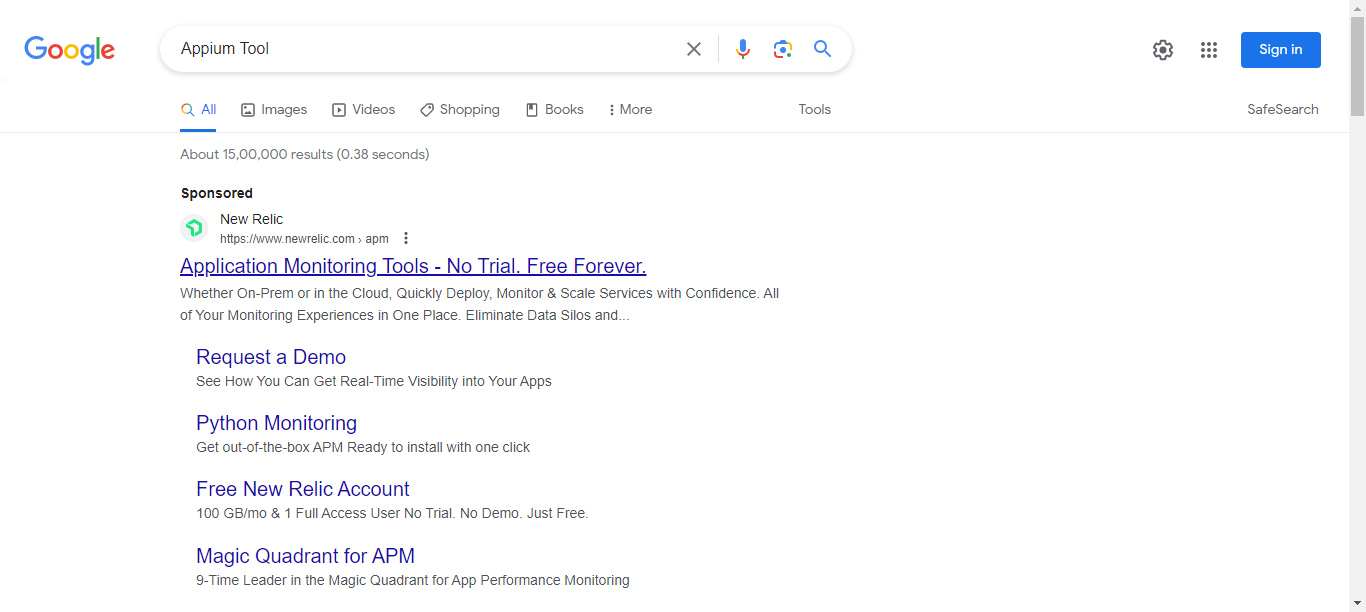 Google
Appium Tool
Sign in
All Images Videos Shopping Books More Tools SafeSearch
About 15,00,000 results (0.38 seconds)
Sponsored
New Relic
https://www.newrelic.com › apm
Application Monitoring Tools - No Trial. Free Forever.
Whether On-Prem or in the Cloud, Quickly Deploy, Monitor & Scale Services with Confidence. All
of Your Monitoring Experiences in One Place. Eliminate Data Silos and...
Request a Demo
See How You Can Get Real-Time Visibility into Your Apps
Python Monitoring
Get out-of-the-box APM Ready to install with one click
Free New Relic Account
100 GB/mo & 1 Full Access User No Trial. No Demo. Just Free.
Magic Quadrant for APM
9-Time Leader in the Magic Quadrant for App Performance Monitoring